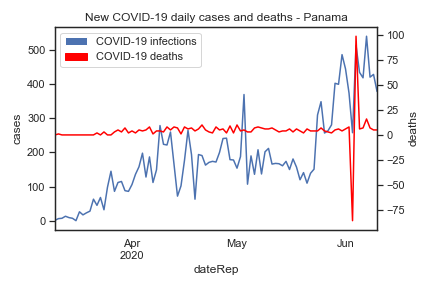 New COVID-19 daily cases and deaths - Panama
COVID-19 infections
COVID-19 deaths
500
400
300
200
100
0
cases
100
75
50
25
0
−25
−50
−75
deaths
Apr
2020
May
Jun
dateRep